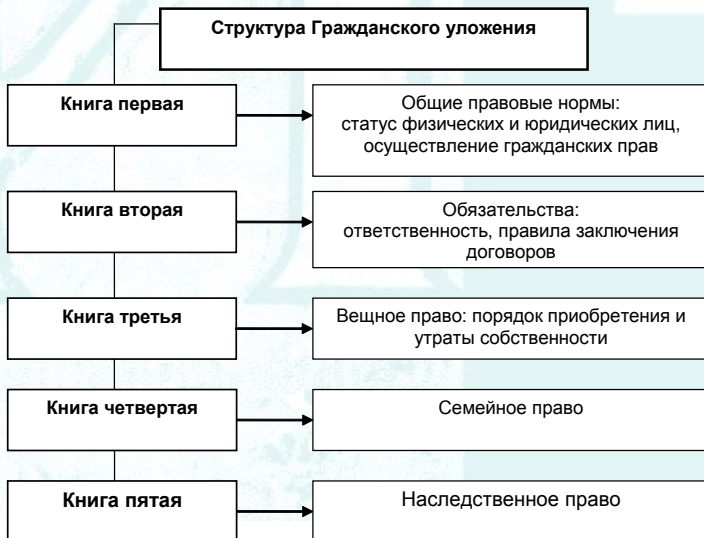 Структура Гражданского уложения
Книга первая
Общие правовые нормы:
статус физических и юридических лиц,
осуществление гражданских прав
Книга вторая
Обязательства:
ответственность, правила заключения
договоров
Книга третья
Вещное право: порядок приобретения и
утраты собственности
Книга четвертая
Семейное право
Книга пятая
Наследственное право